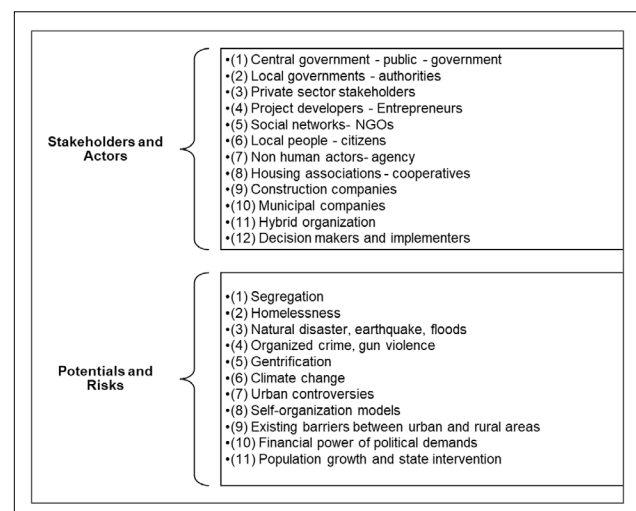 Stakeholders and
Actors
•(1) Central government - public - government
•(2) Local governments - authorities
•(3) Private sector stakeholders
•(4) Project developers - Entrepreneurs
•(5) Social networks- NGOs
•(6) Local people - citizens
•(7) Non human actors- agency
•(8) Housing associations - cooperatives
•(9) Construction companies
•(10) Municipal companies
•(11) Hybrid organization
•(12) Decision makers and implementers
Potentials and
Risks
•(1) Segregation
•(2) Homelessness
•(3) Natural disaster, earthquake, floods
•(4) Organized crime, gun violence
•(5) Gentrification
•(6) Climate change
•(7) Urban controversies
•(8) Self-organization models
•(9) Existing barriers between urban and rural areas
•(10) Financial power of political demands
•(11) Population growth and state intervention